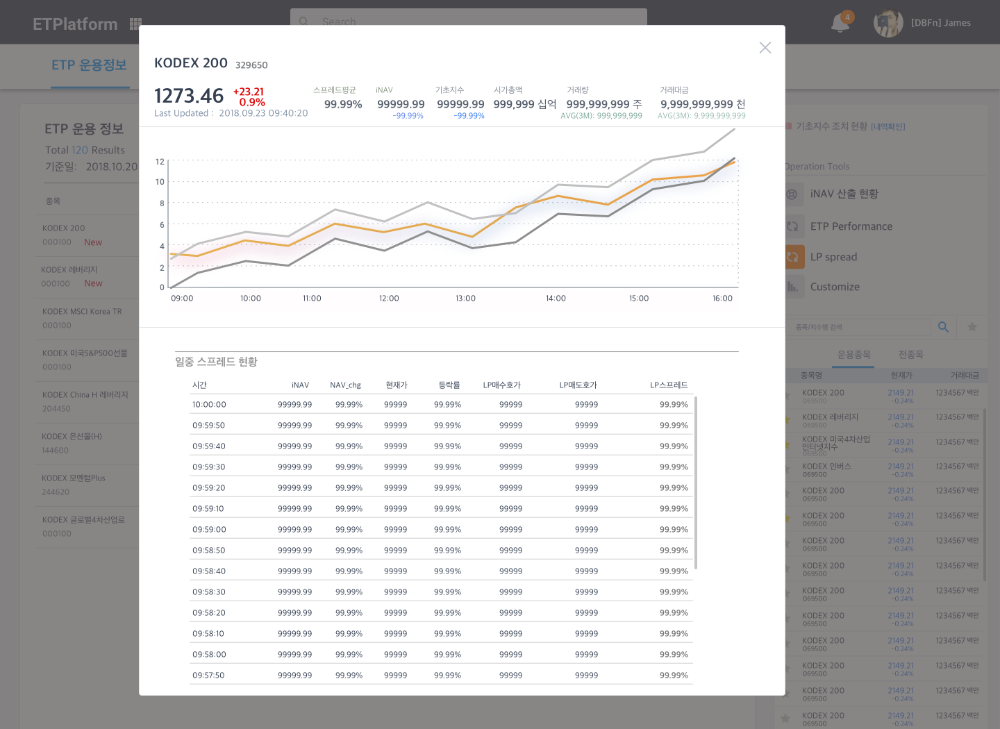 ETPlatform
Search
4
[DBFn] James
ETP 운용정보
KODEX 200 329650
1273.46 +23.21
0.9%
Last Updated : 2018.09.23 09:40:20
스프레드평균 iNAV 기초지수 시가총액 거래량 거래대금
99.99% 99999.99 99999.99 999,999 십억 999,999,999 주 9,999,999,999 천
-99.99% -99.99% AVG(3M): 999,999,999 AVG(3M): 9,999,999,999
12
10
8
6
4
2
0
09:00 10:00 11:00 12:00 13:00 14:00 15:00 16:00
일중 스프레드 현황
시간 iNAV NAV_chg 현재가 등락률 LP매수호가 LP매도호가 LP스프레드
10:00:00 99999.99 99.99% 99999 99.99% 99999 99999 99.99%
09:59:50 99999.99 99.99% 99999 99.99% 99999 99999 99.99%
09:59:40 99999.99 99.99% 99999 99.99% 99999 99999 99.99%
09:59:30 99999.99 99.99% 99999 99.99% 99999 99999 99.99%
09:59:20 99999.99 99.99% 99999 99.99% 99999 99999 99.99%
09:59:10 99999.99 99.99% 99999 99.99% 99999 99999 99.99%
09:59:00 99999.99 99.99% 99999 99.99% 99999 99999 99.99%
09:58:50 99999.99 99.99% 99999 99.99% 99999 99999 99.99%
09:58:40 99999.99 99.99% 99999 99.99% 99999 99999 99.99%
09:58:30 99999.99 99.99% 99999 99.99% 99999 99999 99.99%
09:58:20 99999.99 99.99% 99999 99.99% 99999 99999 99.99%
09:58:10 99999.99 99.99% 99999 99.99% 99999 99999 99.99%
09:58:00 99999.99 99.99% 99999 99.99% 99999 99999 99.99%
09:57:50 99999.99 99.99% 99999 99.99% 99999 99999 99.99%
ETP 운용 정보
Total 120 Results
기준일: 2018.10.20
종목
KODEX 200
000100 New
KODEX 레버리지
000100 New
KODEX MSCI Korea TR
000100
KODEX 미국S&P500선물
000100
KODEX China H 레버리지
204450
KODEX 은선물(H)
144600
KODEX 모멘텀Plus
244620
KODEX 글로벌4차산업로
000100
기초지수 조치 현황 [내역확인]
Operation Tools
iNAV 산출 현황
ETP Performance
LP spread
Customize
종목/지수명 검색
운용종목 전종목
종목명 현재가 거래대금
KODEX 200 2149.21 1234567 백만
069500 -0.24%
KODEX 레버리지 2149.21 1234567 백만
069500 -0.24%
KODEX 미국4차산업
인터넷지수 2149.21 1234567 백만
069500 -0.24%
KODEX 인버스 2149.21 1234567 백만
069500 -0.24%
KODEX 200 2149.21 1234567 백만
069500 -0.24%
KODEX 200 2149.21 1234567 백만
069500 -0.24%
KODEX 200 2149.21 1234567 백만
069500 -0.24%
KODEX 200 2149.21 1234567 백만
069500 -0.24%
KODEX 200 2149.21 1234567 백만
069500 -0.24%
KODEX 200 2149.21 1234567 백만
069500 -0.24%
KODEX 200 2149.21 1234567 백만
069500 -0.24%
KODEX 200 2149.21 1234567 백만
069500 -0.24%
KODEX 200 2149.21 1234567 백만
069500 -0.24%
KODEX 200 2149.21 1234567 백만
069500 -0.24%